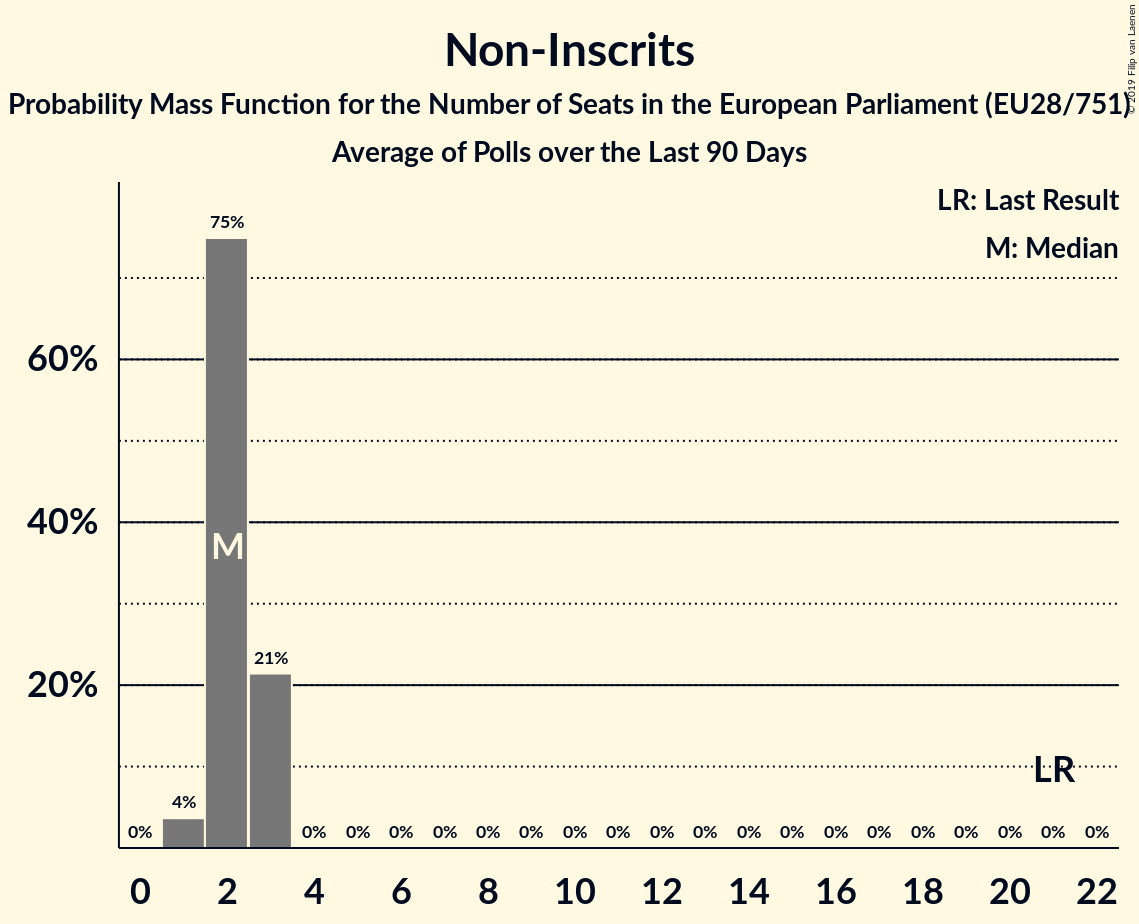 Non-Inscrits
Probability Mass Function for the Number of Seats in the European Parliament (EU28/751)
Average of Polls over the Last 90 Days
© 2019 Filip van Laenen
LR: Last Result
M: Median
75%
60%
40%
M
21%
20%
LR
4%
0% 0% 0% 0% 0% 0% 0% 0% 0% 0% 0% 0% 0% 0% 0% 0% 0% 0% 0% 0%
0 2 4 6 8 10 12 14 16 18 20 22